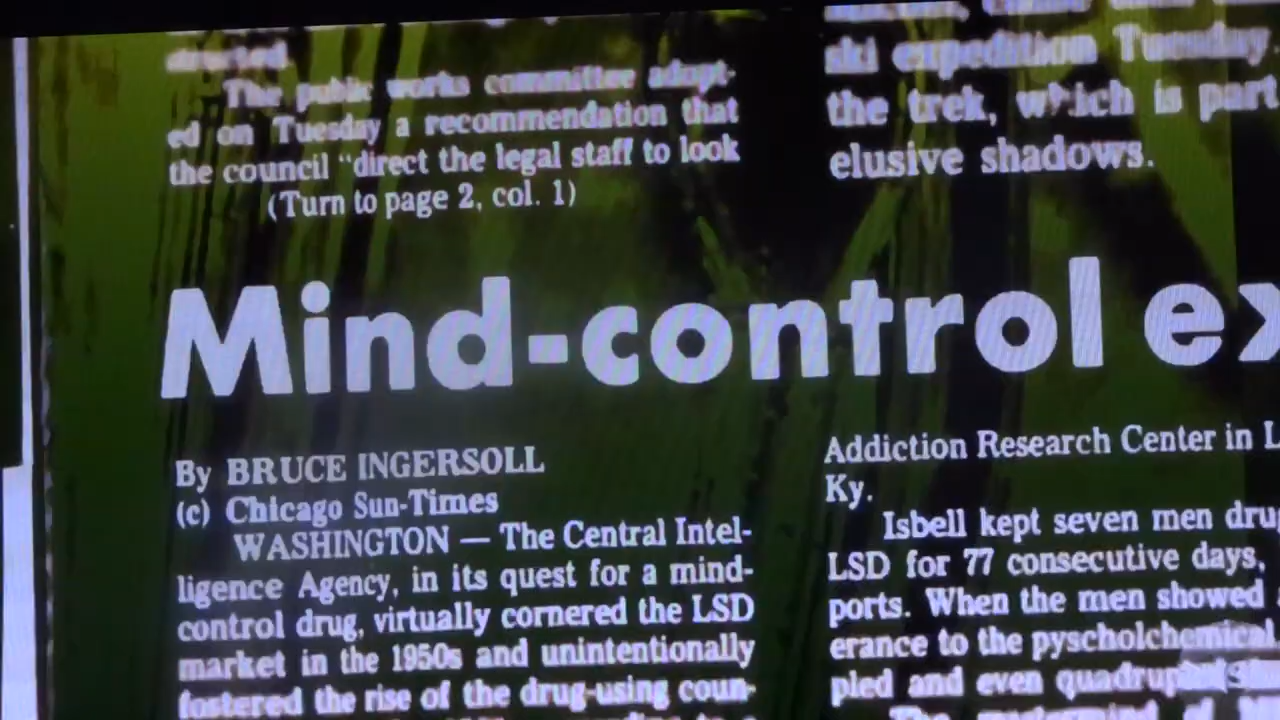 The public works committee adopt-
ed on Tuesday a recommendation that
the council "direct the legal staff to look
(Turn to page 2, col. 1)
ski expedition Tuesday
the trek, which is part
elusive shadows.
Mind-control ex
By BRUCE INGERSOLL
(c) Chicago Sun-Times
WASHINGTON — The Central Intel-
ligence Agency, in its quest for a mind-
control drug, virtually cornered the LSD
market in the 1950s and unintentionally
fostered the rise of the drug-using coun-
Addiction Research Center in L
Ky.
Isbell kept seven men dru
LSD for 77 consecutive days,
ports. When the men showed
erance to the pyscholchemical
pled and even quadrup